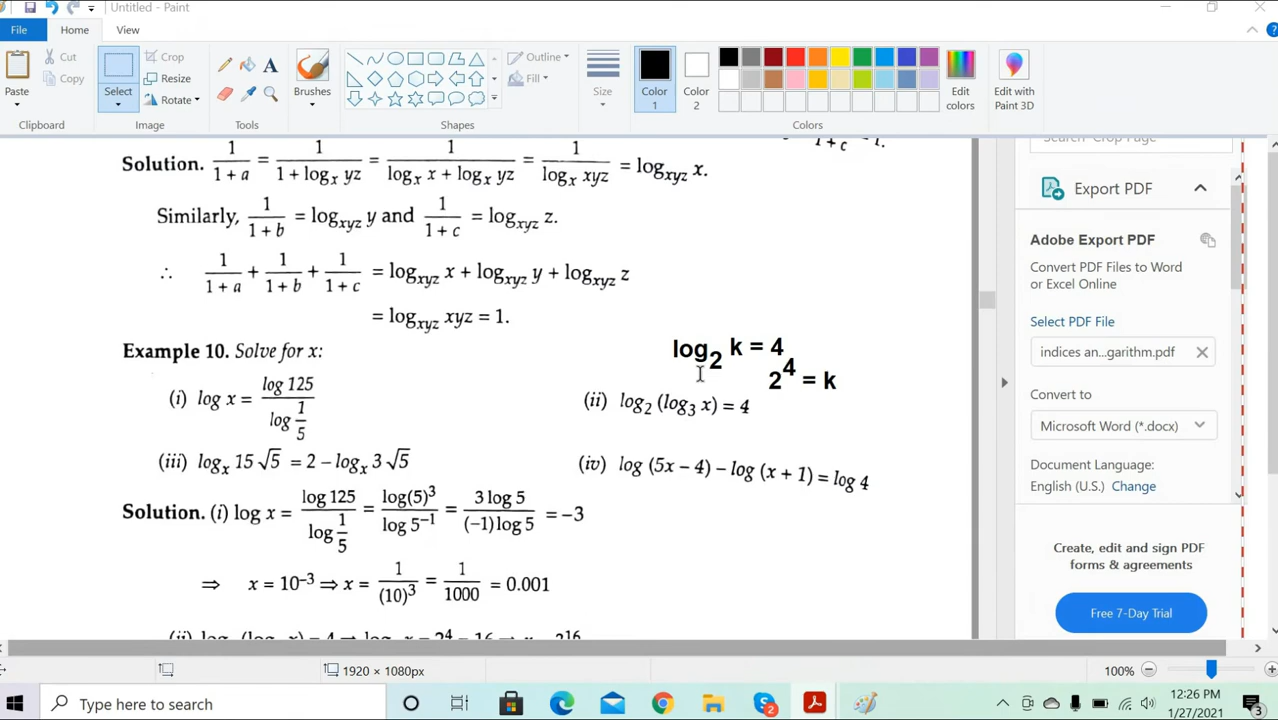 Untitled - Paint
File Home View
Paste
Cut
Copy
Clipboard
Select
Crop
Resize
Rotate
Image
A
Tools
Brushes
Outline
Fill
Shapes
Size
Color 1
Color 2
Edit colors
Colors
Edit with Paint 3D
1 + c
Solution. 1/(1 + a) = 1/(1 + log_x yz) = 1/(log_x x + log_x yz) = 1/(log_x xyz) = log_xyz x.
Similarly, 1/(1 + b) = log_xyz y and 1/(1 + c) = log_xyz z.
∴ 1/(1 + a) + 1/(1 + b) + 1/(1 + c) = log_xyz x + log_xyz y + log_xyz z
= log_xyz xyz = 1.
Example 10. Solve for x:
log₂ k = 4
2⁴ = k
(i) log x = log 125 / log 1/5
(ii) log₂ (log₃ x) = 4
(iii) log_x 15 √5 = 2 – log_x 3 √5
(iv) log (5x – 4) – log (x + 1) = log 4
Solution. (i) log x = log 125 / log 1/5 = log(5)³ / log 5⁻¹ = 3 log 5 / (–1) log 5 = –3
⇒ x = 10⁻³ ⇒ x = 1/(10)³ = 1/1000 = 0.001
Search 'Crop Page'
Export PDF
Adobe Export PDF
Convert PDF Files to Word
or Excel Online
Select PDF File
indices an...garithm.pdf
Convert to
Microsoft Word (*.docx)
Document Language:
English (U.S.) Change
Create, edit and sign PDF
forms & agreements
Free 7-Day Trial
1920 × 1080px
100%
Type here to search
2
12:26 PM
1/27/2021
3